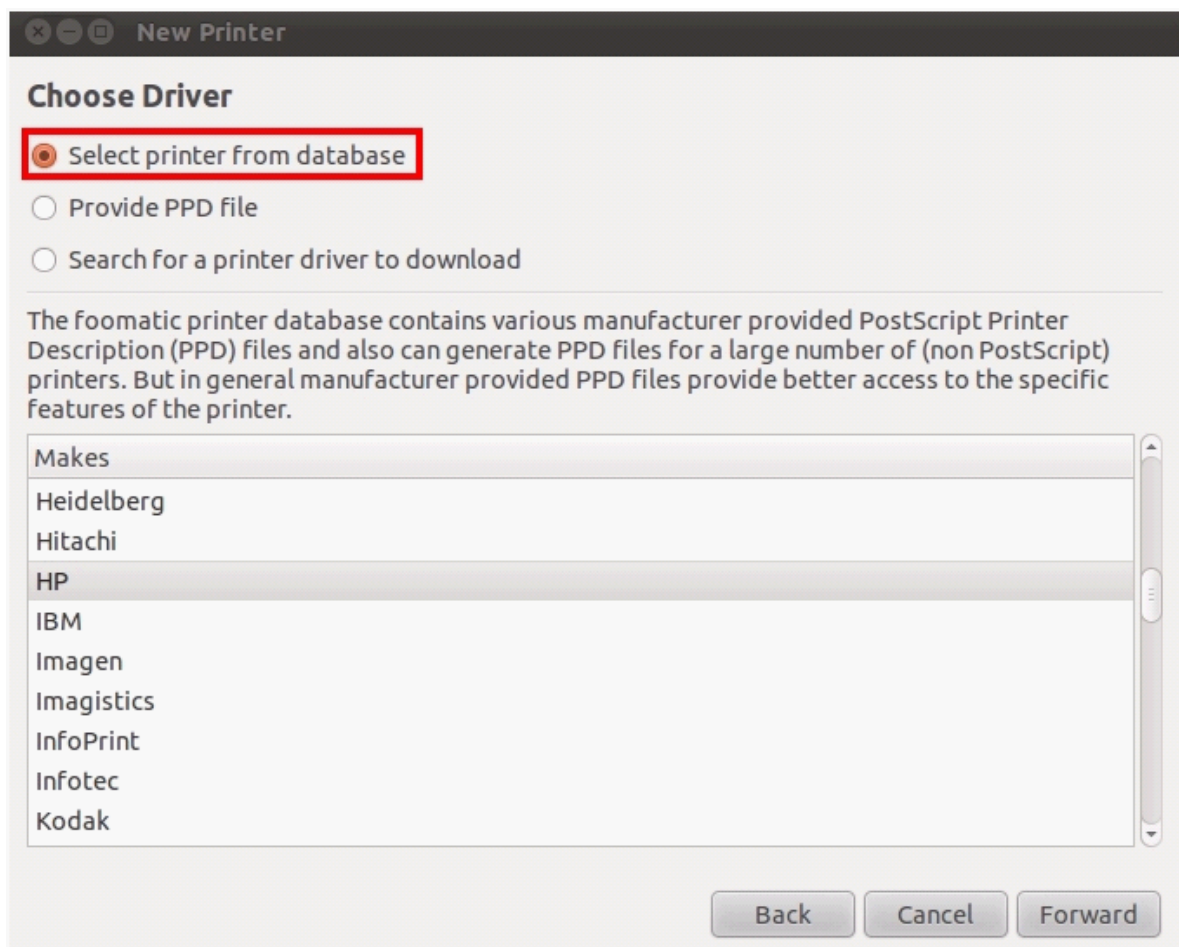 New Printer
Choose Driver
Select printer from database
Provide PPD file
Search for a printer driver to download
The foomatic printer database contains various manufacturer provided PostScript Printer
Description (PPD) files and also can generate PPD files for a large number of (non PostScript)
printers. But in general manufacturer provided PPD files provide better access to the specific
features of the printer.
Makes
Heidelberg
Hitachi
HP
IBM
Imagen
Imagistics
InfoPrint
Infotec
Kodak
Back Cancel Forward